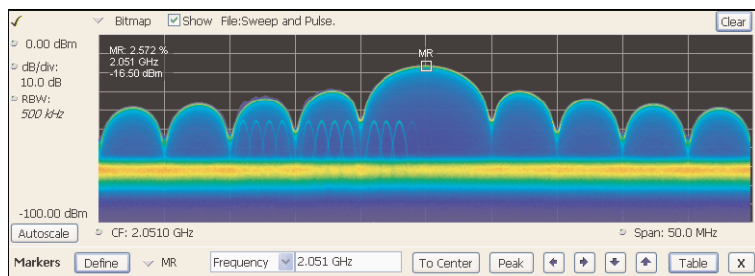 Bitmap Show File:Sweep and Pulse. Clear
0.00 dBm
dB/div:
10.0 dB
RBW:
500 kHz
-100.00 dBm
MR: 2.572 %
2.051 GHz
-16.50 dBm
MR
Autoscale CF: 2.0510 GHz Span: 50.0 MHz
Markers Define MR Frequency 2.051 GHz To Center Peak Table X